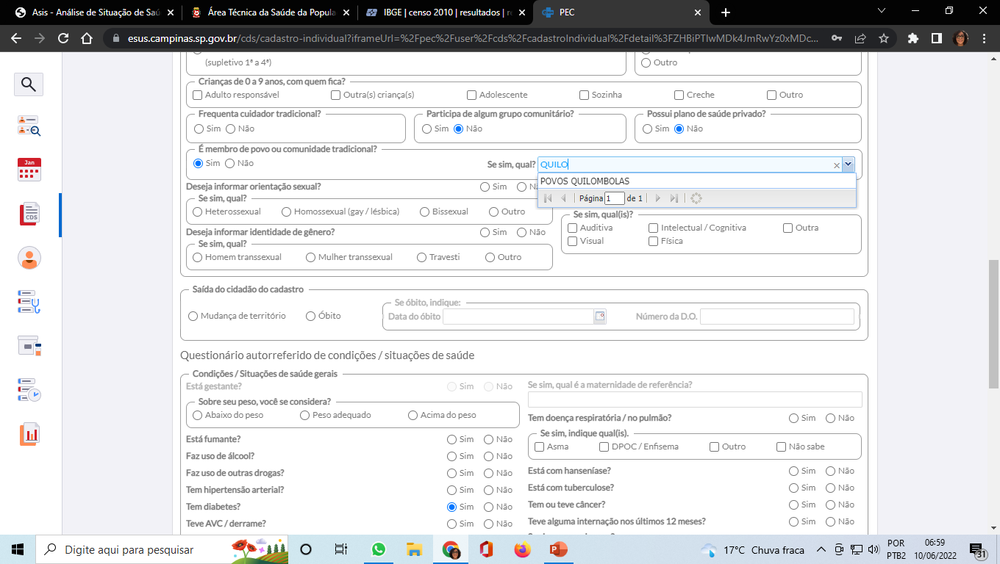 Asis - Análise de Situação de Saú
Área Técnica da Saúde da Popula
IBGE | censo 2010 | resultados | re
PEC
esus.campinas.sp.gov.br/cds/cadastro-individual?iframeUrl=%2Fpec%2Fuser%2Fcds%2FcadastroIndividual%2Fdetail%3FZHBiPTIwMDk4JmRwYz0xMDc...
(supletivo 1ª a 4ª)
Outro
Crianças de 0 a 9 anos, com quem fica?
Adulto responsável Outra(s) criança(s) Adolescente Sozinha Creche Outro
Frequenta cuidador tradicional? Participa de algum grupo comunitário? Possui plano de saúde privado?
Sim Não Sim Não Sim Não
É membro de povo ou comunidade tradicional?
Sim Não Se sim, qual? QUILO
POVOS QUILOMBOLAS
Deseja informar orientação sexual? Sim
Página 1 de 1
Se sim, qual?
Heterossexual Homossexual (gay / lésbica) Bissexual Outro
Se sim, qual(is)?
Auditiva Intelectual / Cognitiva Outra
Visual Física
Deseja informar identidade de gênero? Sim Não
Se sim, qual?
Homem transsexual Mulher transsexual Travesti Outro
Saída do cidadão do cadastro
Mudança de território Óbito
Se óbito, indique:
Data do óbito Número da D.O.
Questionário autorreferido de condições / situações de saúde
Condições / Situações de saúde gerais
Está gestante? Sim Não Se sim, qual é a maternidade de referência?
Sobre seu peso, você se considera?
Abaixo do peso Peso adequado Acima do peso
Tem doença respiratória / no pulmão? Sim Não
Se sim, indique qual(is).
Asma DPOC / Enfisema Outro Não sabe
Está fumante? Sim Não
Faz uso de álcool? Sim Não
Faz uso de outras drogas? Sim Não
Tem hipertensão arterial? Sim Não
Tem diabetes? Sim Não
Teve AVC / derrame? Sim Não
Está com hanseníase? Sim Não
Está com tuberculose? Sim Não
Tem ou teve câncer? Sim Não
Teve alguma internação nos últimos 12 meses? Sim Não
Jan
CDS
Digite aqui para pesquisar
17°C Chuva fraca
POR
PTB2
06:59
10/06/2022
31